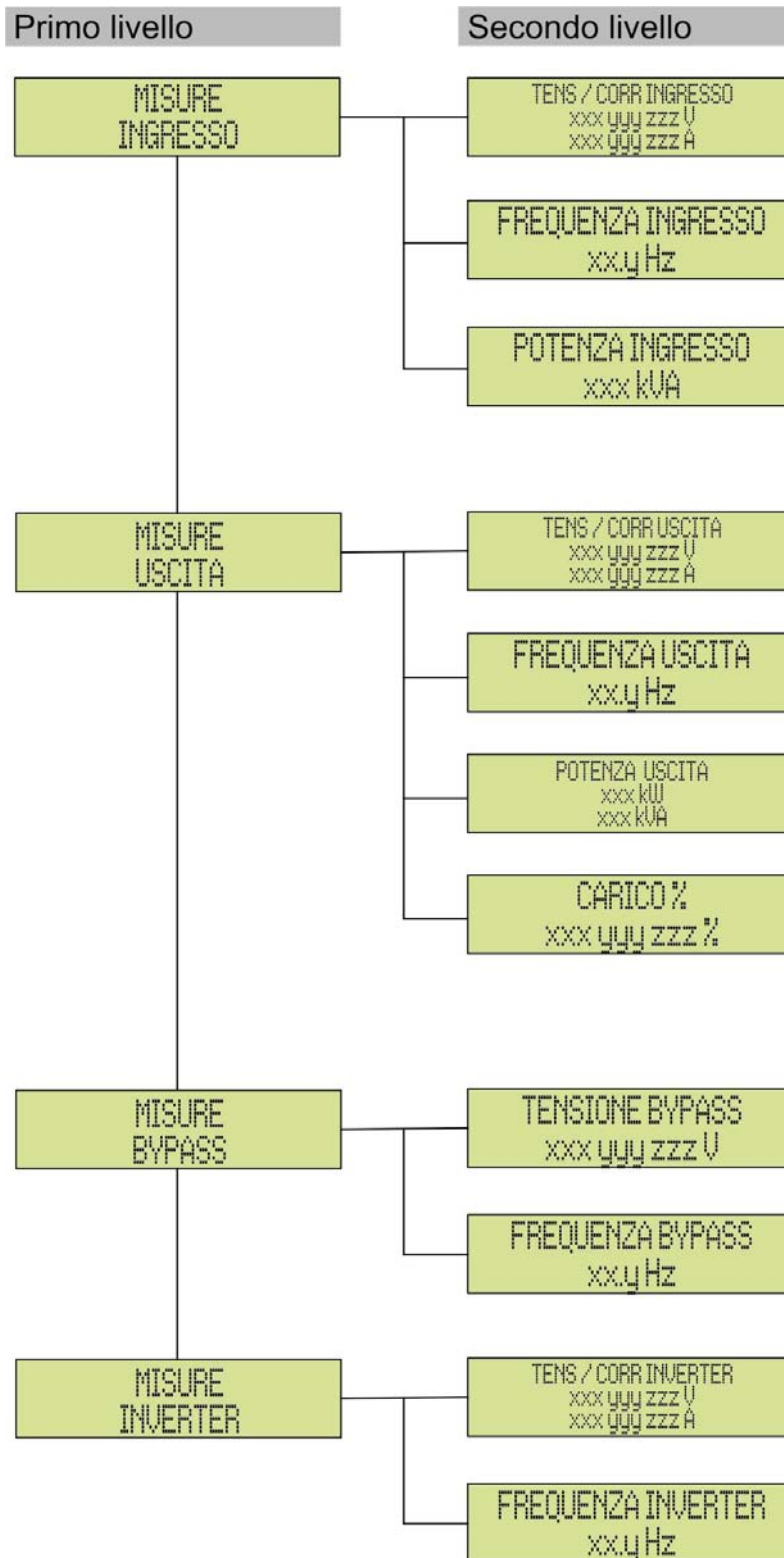 Primo livello
Secondo livello
MISURE
INGRESSO
TENS / CORR INGRESSO
xxx yyy zzz V
xxx yyy zzz A
FREQUENZA INGRESSO
xx.y Hz
POTENZA INGRESSO
xxx kVA
MISURE
USCITA
TENS / CORR USCITA
xxx yyy zzz V
xxx yyy zzz A
FREQUENZA USCITA
xx.y Hz
POTENZA USCITA
xxx kW
xxx kVA
CARICO %
xxx yyy zzz %
MISURE
BYPASS
TENSIONE BYPASS
xxx yyy zzz V
FREQUENZA BYPASS
xx.y Hz
MISURE
INVERTER
TENS / CORR INVERTER
xxx yyy zzz V
xxx yyy zzz A
FREQUENZA INVERTER
xx.y Hz